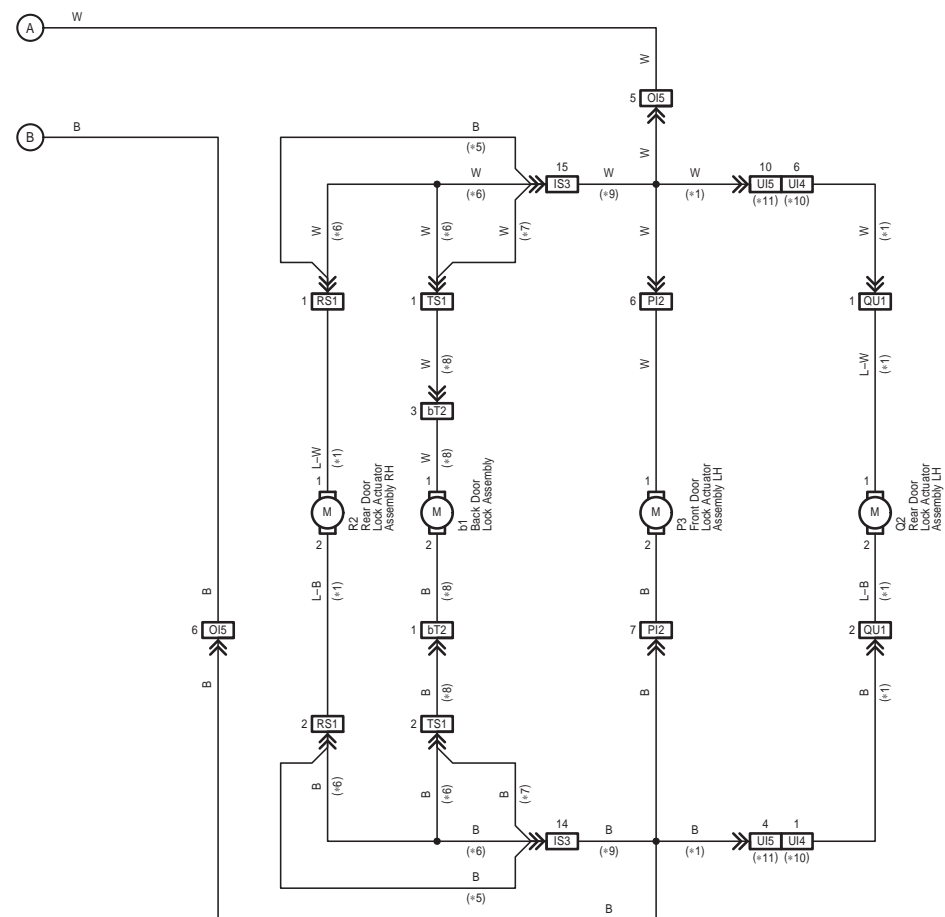 A
W
W
5 OI5
B
B
B
(*5)
W
15
10 6
W
(*6)
IS3
W
(*9)
W
(*1)
UI5 UI4
(*11) (*10)
W
(*6)
W
(*6)
W
(*7)
W
W
(*1)
1 RS1
1 TS1
6 PI2
1 QU1
W
(*8)
W
L–W
(*1)
3 bT2
L–W
(*1)
W
(*8)
1
M
2
R2
Rear Door
Lock Actuator
Assembly RH
1
M
2
b1
Back Door
Lock Assembly
1
M
2
P3
Front Door
Lock Actuator
Assembly LH
1
M
2
Q2
Rear Door
Lock Actuator
Assembly LH
B
L–B
(*1)
B
(*8)
B
L–B
(*1)
6 OI5
1 bT2
7 PI2
2 QU1
B
B
(*8)
B
B
(*1)
2 RS1
2 TS1
B
(*6)
B
(*6)
B
(*7)
14
4 1
B
(*6)
IS3
B
(*9)
B
(*1)
UI5 UI4
(*11) (*10)
B
(*5)
B